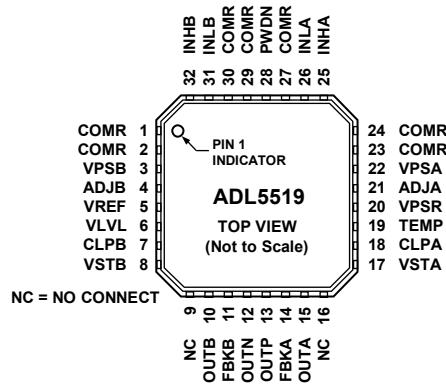 INHB
INLB
COMR
COMR
PWDN
COMR
INLA
INHA
32
31
30
29
28
27
26
25
COMR 1
COMR 2
VPSB 3
ADJB 4
VREF 5
VLVL 6
CLPB 7
VSTB 8
PIN 1
INDICATOR
ADL5519
TOP VIEW
(Not to Scale)
24 COMR
23 COMR
22 VPSA
21 ADJA
20 VPSR
19 TEMP
18 CLPA
17 VSTA
NC = NO CONNECT
9
10
11
12
13
14
15
16
NC
OUTB
FBKB
OUTN
OUTP
FBKA
OUTA
NC